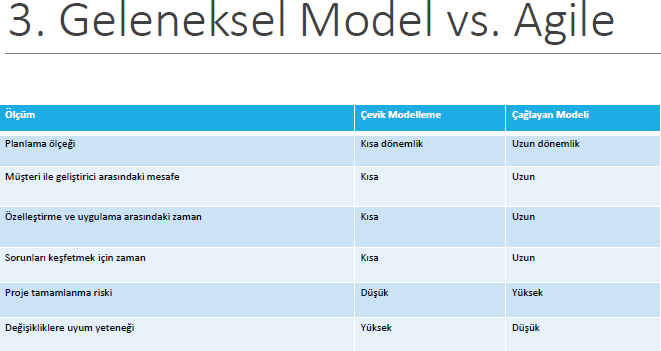 3. Geleneksel Model vs. Agile
Ölçüm Çevik Modelleme Çağlayan Modeli
Planlama ölçeği Kısa dönemlik Uzun dönemlik
Müşteri ile geliştirici arasındaki mesafe Kısa Uzun
Özelleştirme ve uygulama arasındaki zaman Kısa Uzun
Sorunları keşfetmek için zaman Kısa Uzun
Proje tamamlanma riski Düşük Yüksek
Değişikliklere uyum yeteneği Yüksek Düşük